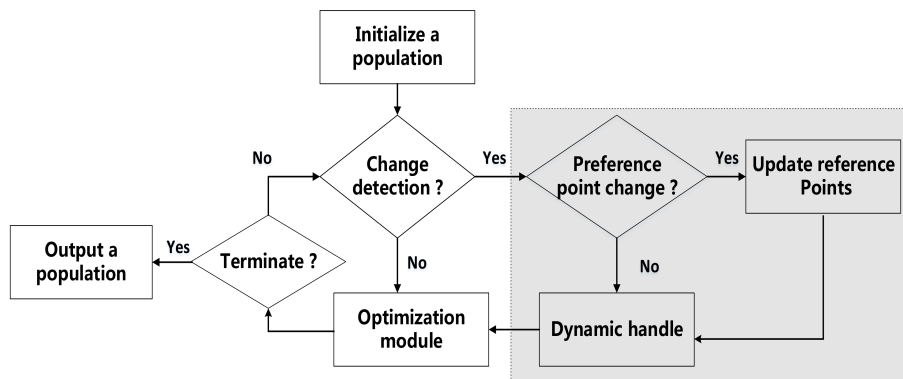 Initialize a
population
No
Change
detection ?
Yes
Preference
point change ?
Yes
Update reference
Points
Output a
population
Yes
Terminate ?
No
No
Optimization
module
Dynamic handle